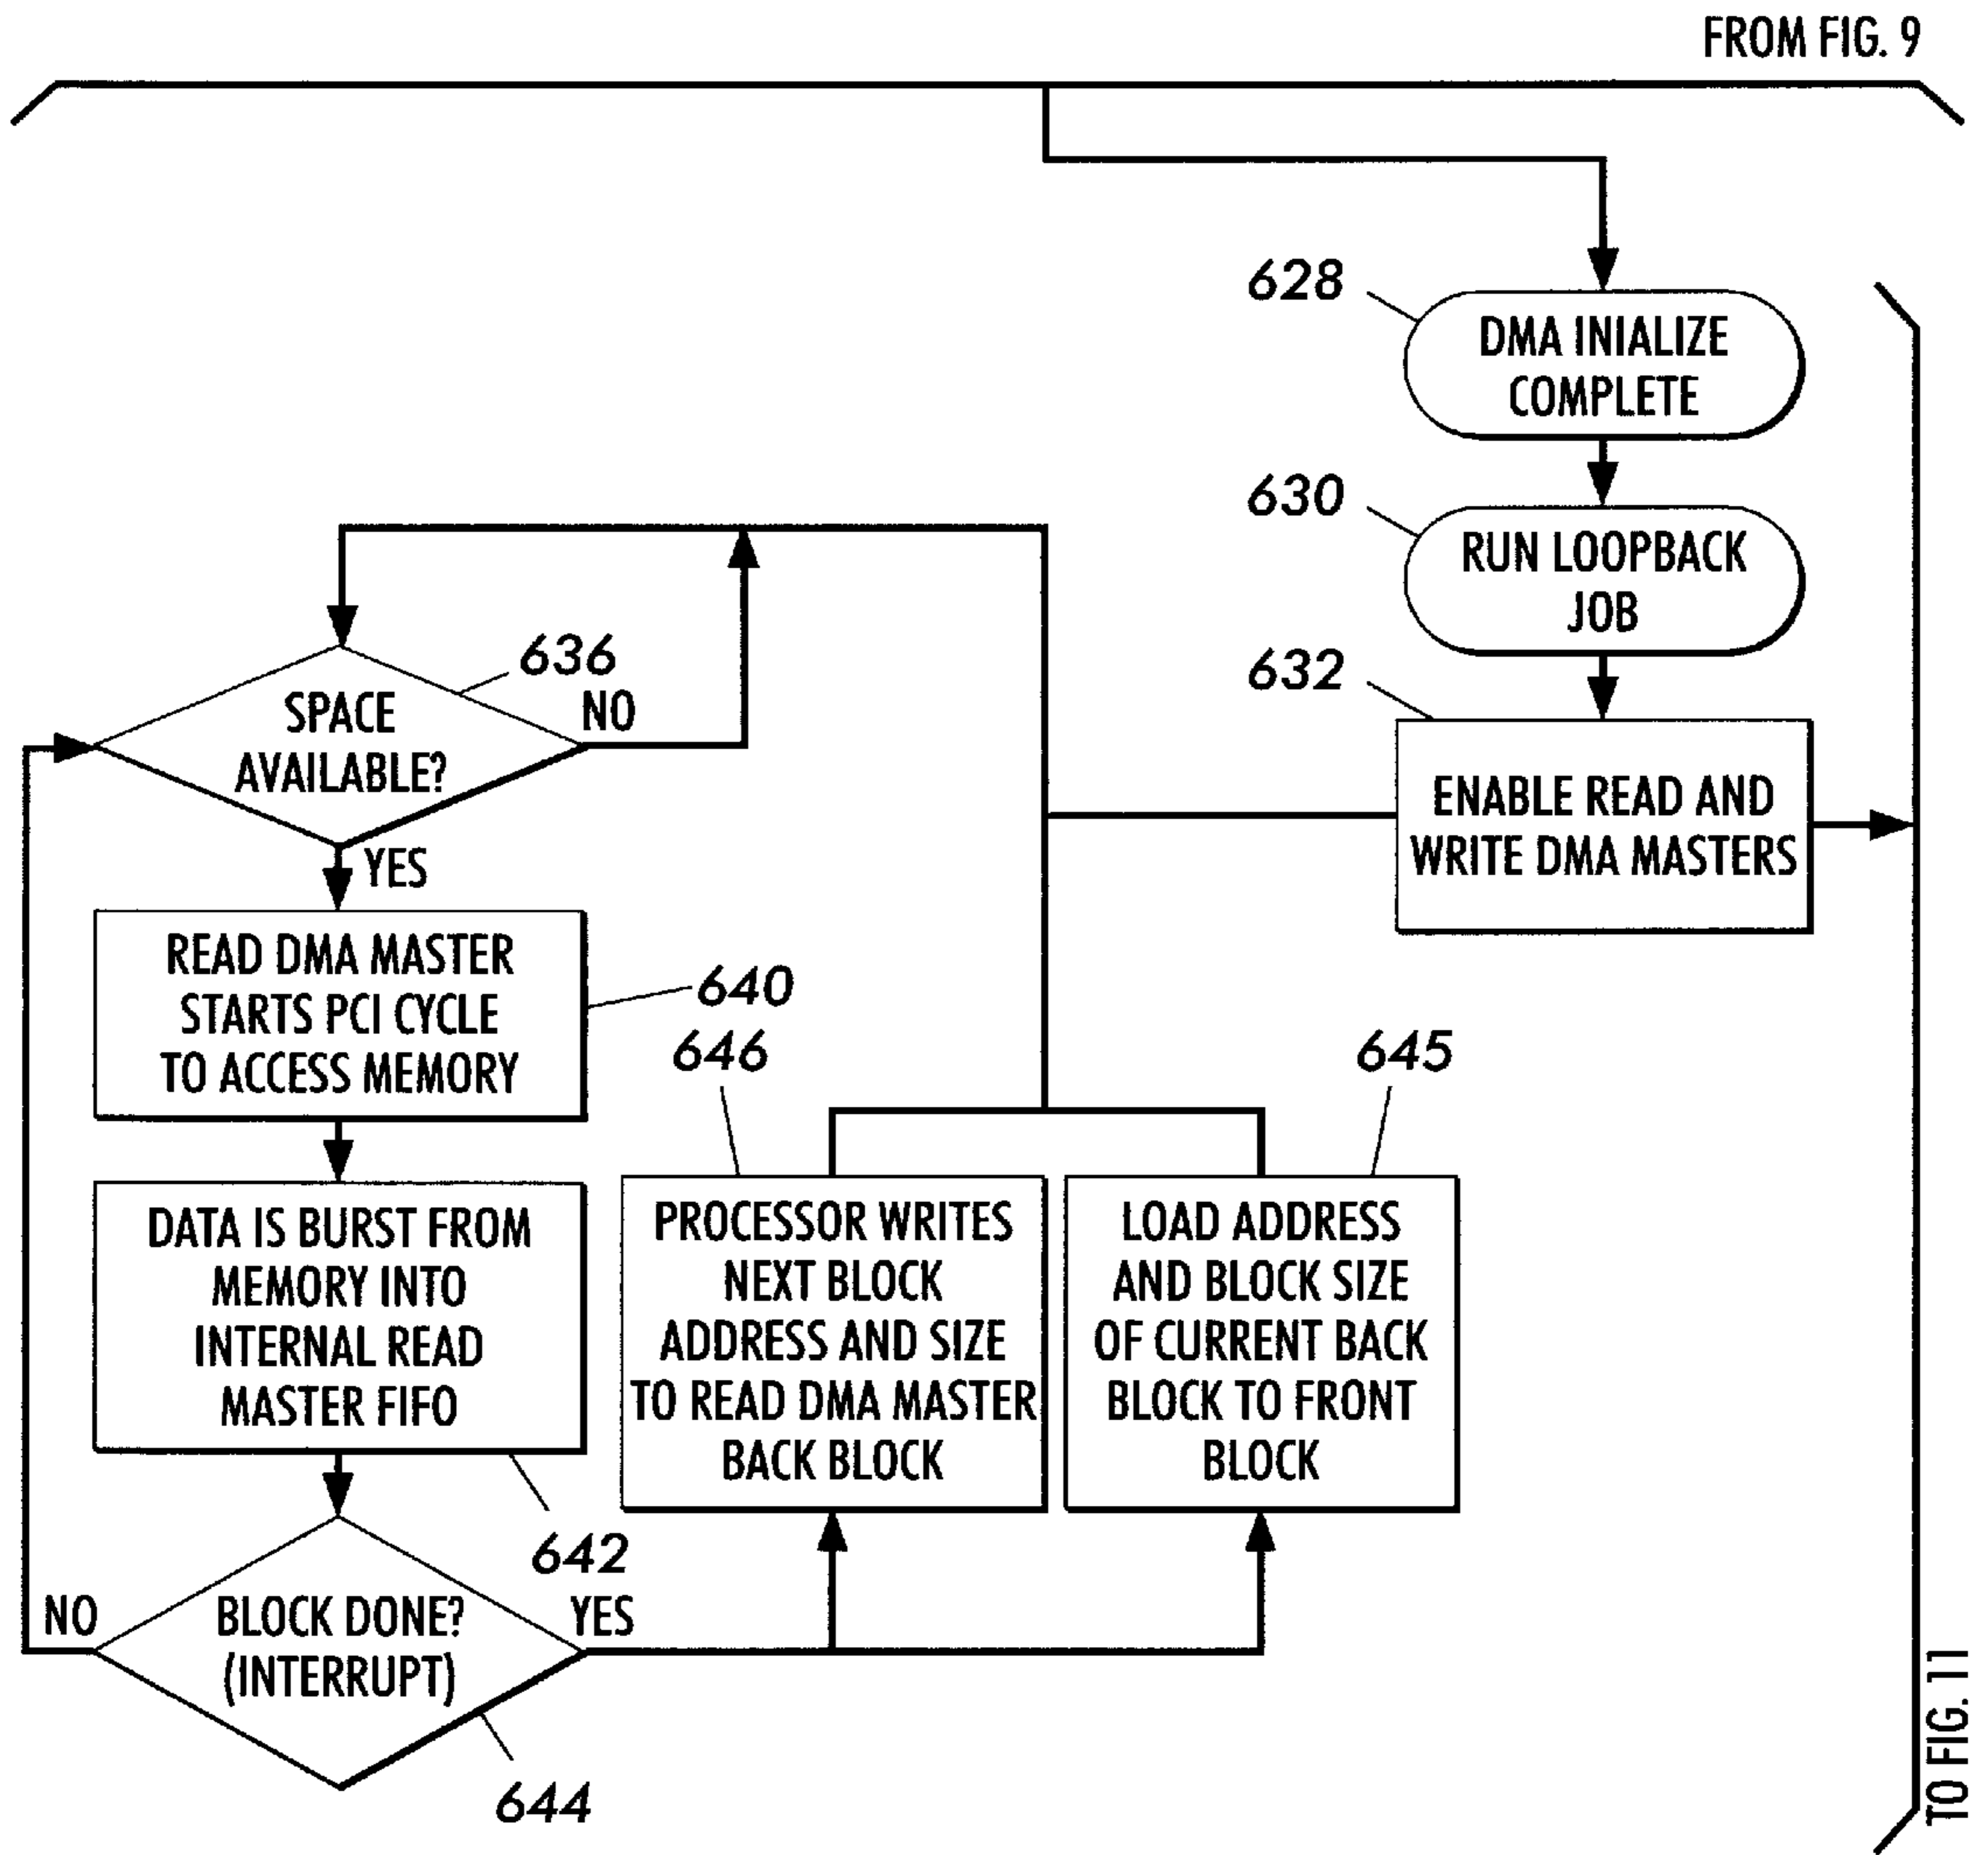 FROM FIG. 9
628
DMA INIALIZE
COMPLETE
630
RUN LOOPBACK
JOB
632
ENABLE READ AND
WRITE DMA MASTERS
636
SPACE
AVAILABLE?
NO
YES
READ DMA MASTER
STARTS PCI CYCLE
TO ACCESS MEMORY
640
DATA IS BURST FROM
MEMORY INTO
INTERNAL READ
MASTER FIFO
642
BLOCK DONE?
(INTERRUPT)
NO
YES
644
646
PROCESSOR WRITES
NEXT BLOCK
ADDRESS AND SIZE
TO READ DMA MASTER
BACK BLOCK
645
LOAD ADDRESS
AND BLOCK SIZE
OF CURRENT BACK
BLOCK TO FRONT
BLOCK
TO FIG. 11